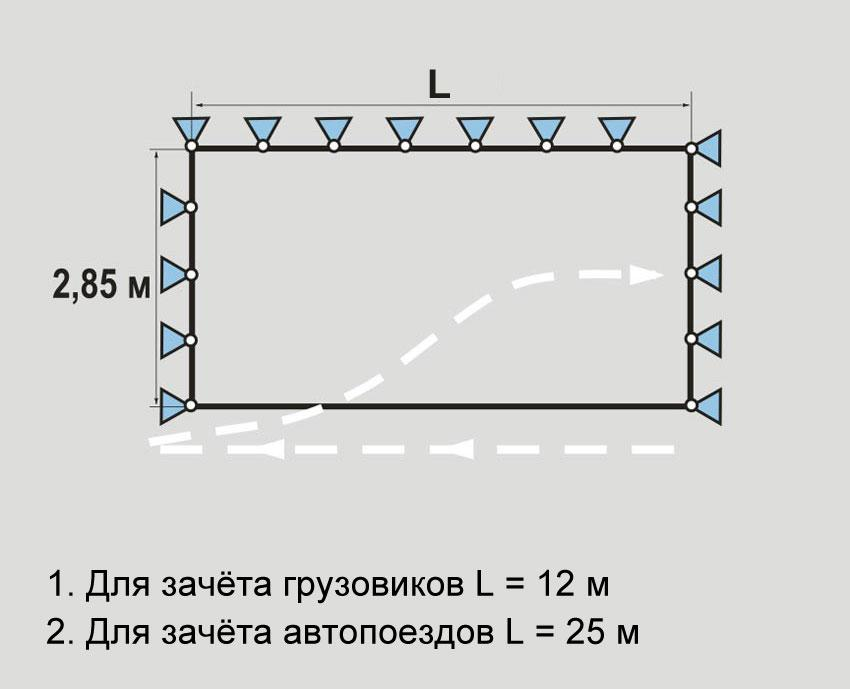 L
2,85 м
1. Для зачёта грузовиков L = 12 м
2. Для зачёта автопоездов L = 25 м